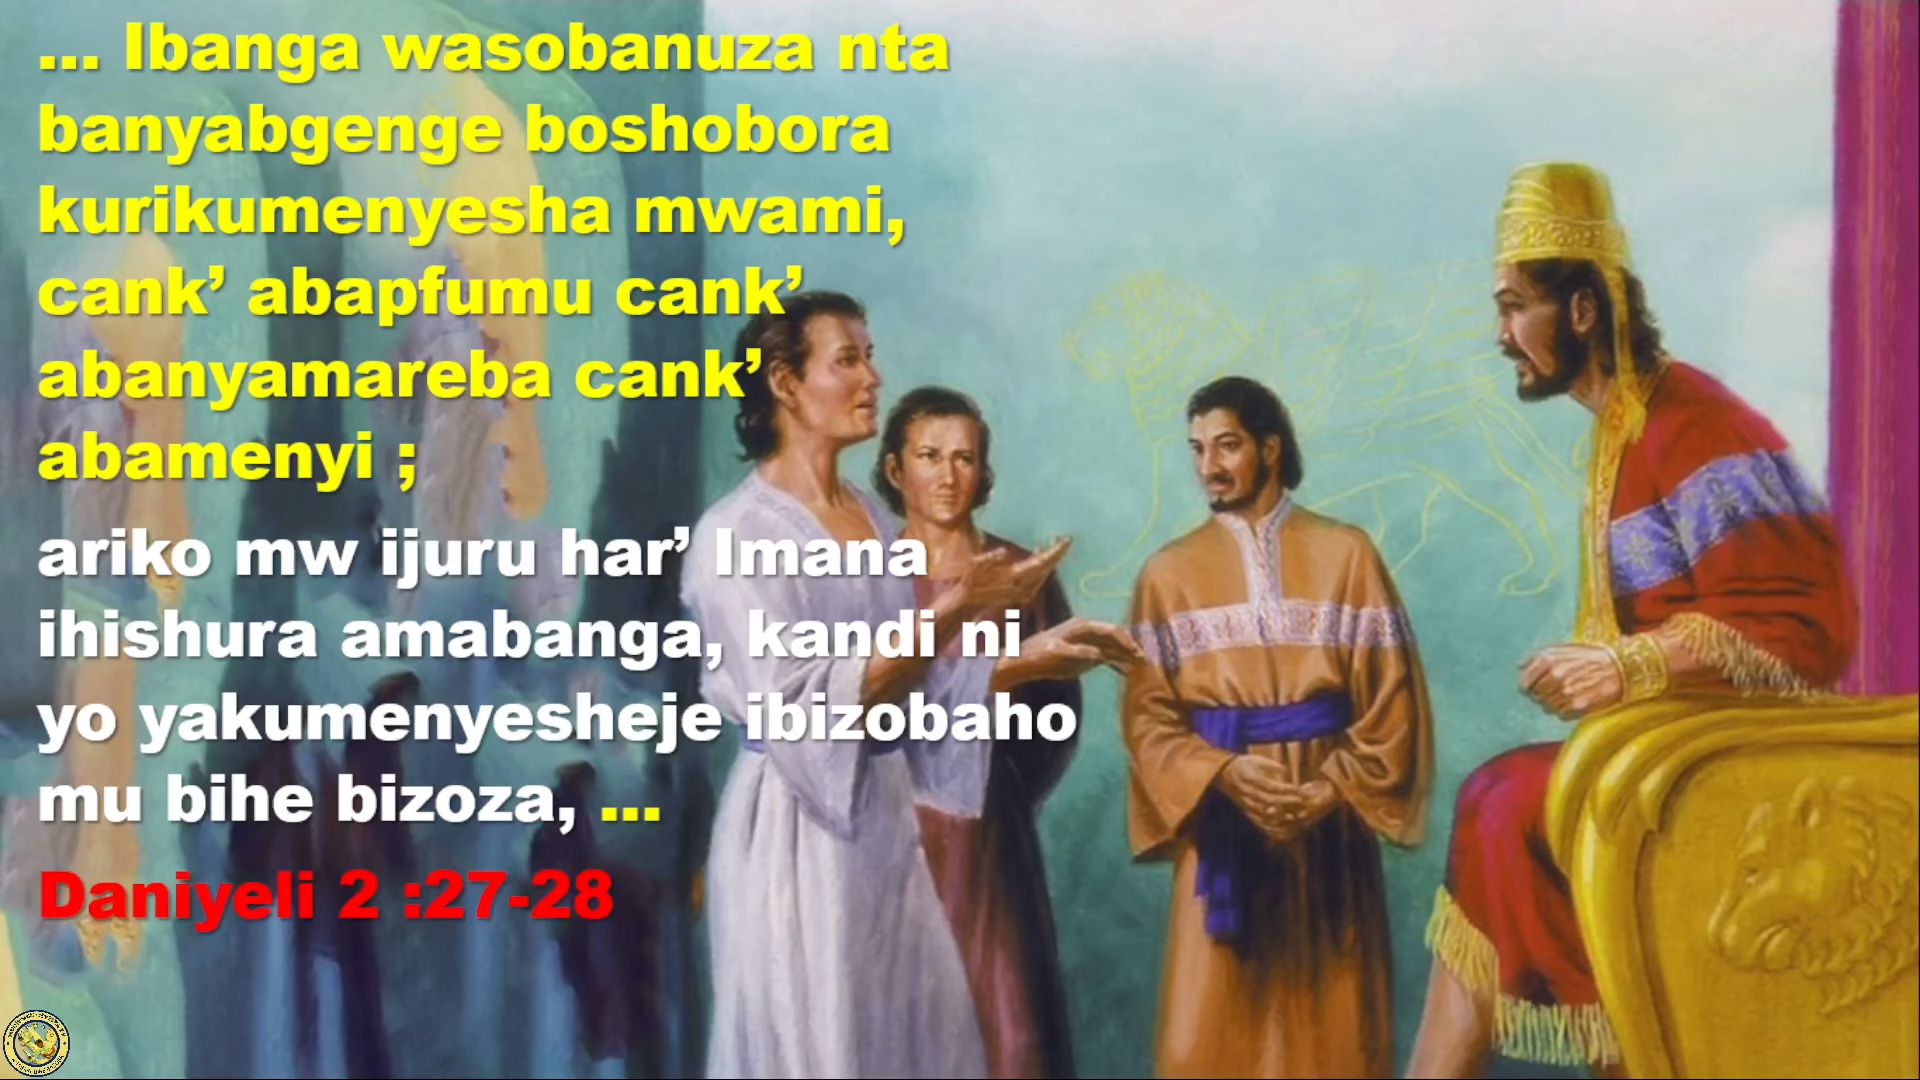 ... Ibanga wasobanuza nta
banyabgenge boshobora
kurikumenyesha mwami,
cank’ abapfumu cank’
abanyamareba cank’
abamenyi ;
ariko mw ijuru har’ Imana
ihishura amabanga, kandi ni
yo yakumenyesheje ibizobaho
mu bihe bizoza, ...
Daniyeli 2 :27-28